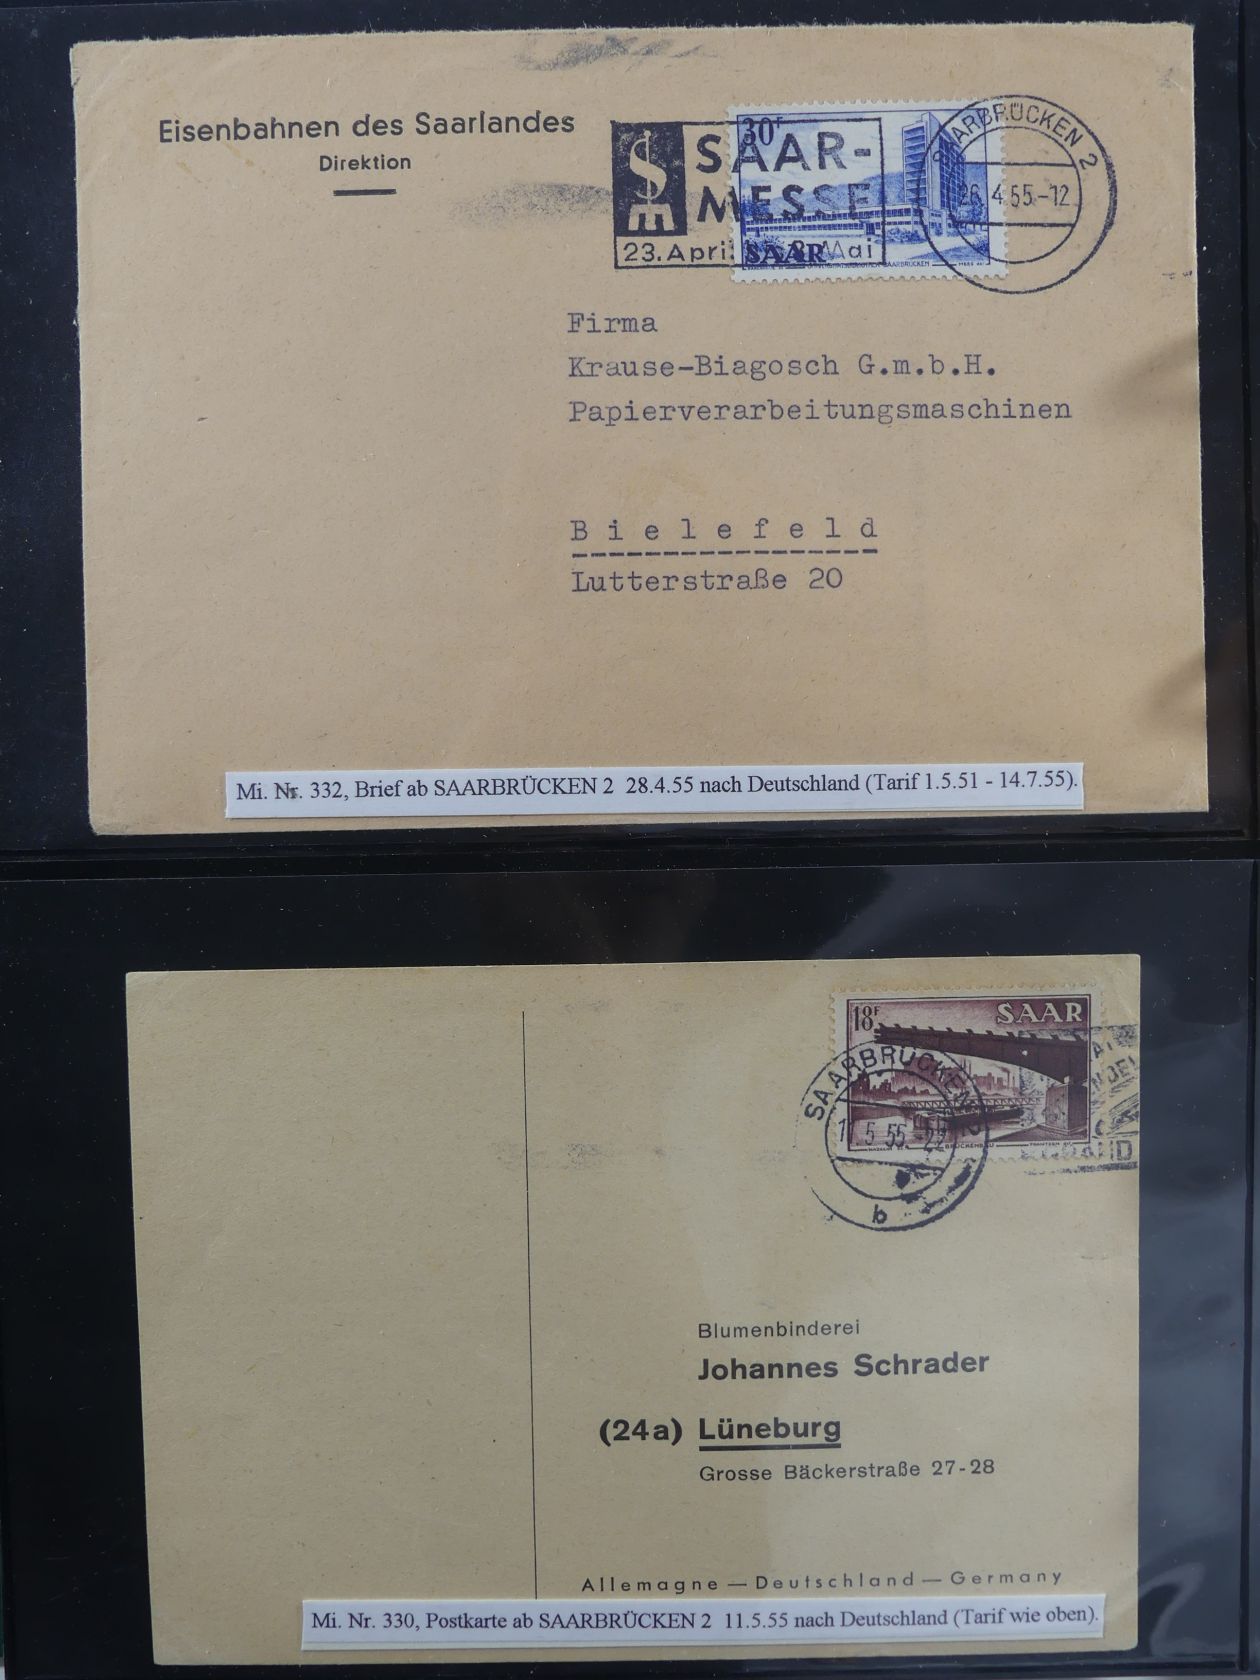 Eisenbahnen des Saarlandes
Direktion
SAAR-
MESSE
23. April 8. Mai
30F
SAAR
SAARBRÜCKEN
SAARBRÜCKEN 2
26. 4. 55.-12
Firma
Krause-Biagosch G.m.b.H.
Papierverarbeitungsmaschinen
Bielefeld
Lutterstraße 20
Mi. Nr. 332, Brief ab SAARBRÜCKEN 2 28.4.55 nach Deutschland (Tarif 1.5.51 - 14.7.55).
18F
SAAR
SAARBRÜCKEN 2
11.5 55.-22
b
Blumenbinderei
Johannes Schrader
(24a) Lüneburg
Grosse Bäckerstraße 27-28
Allemagne — Deutschland — Germany
Mi. Nr. 330, Postkarte ab SAARBRÜCKEN 2 11.5.55 nach Deutschland (Tarif wie oben).